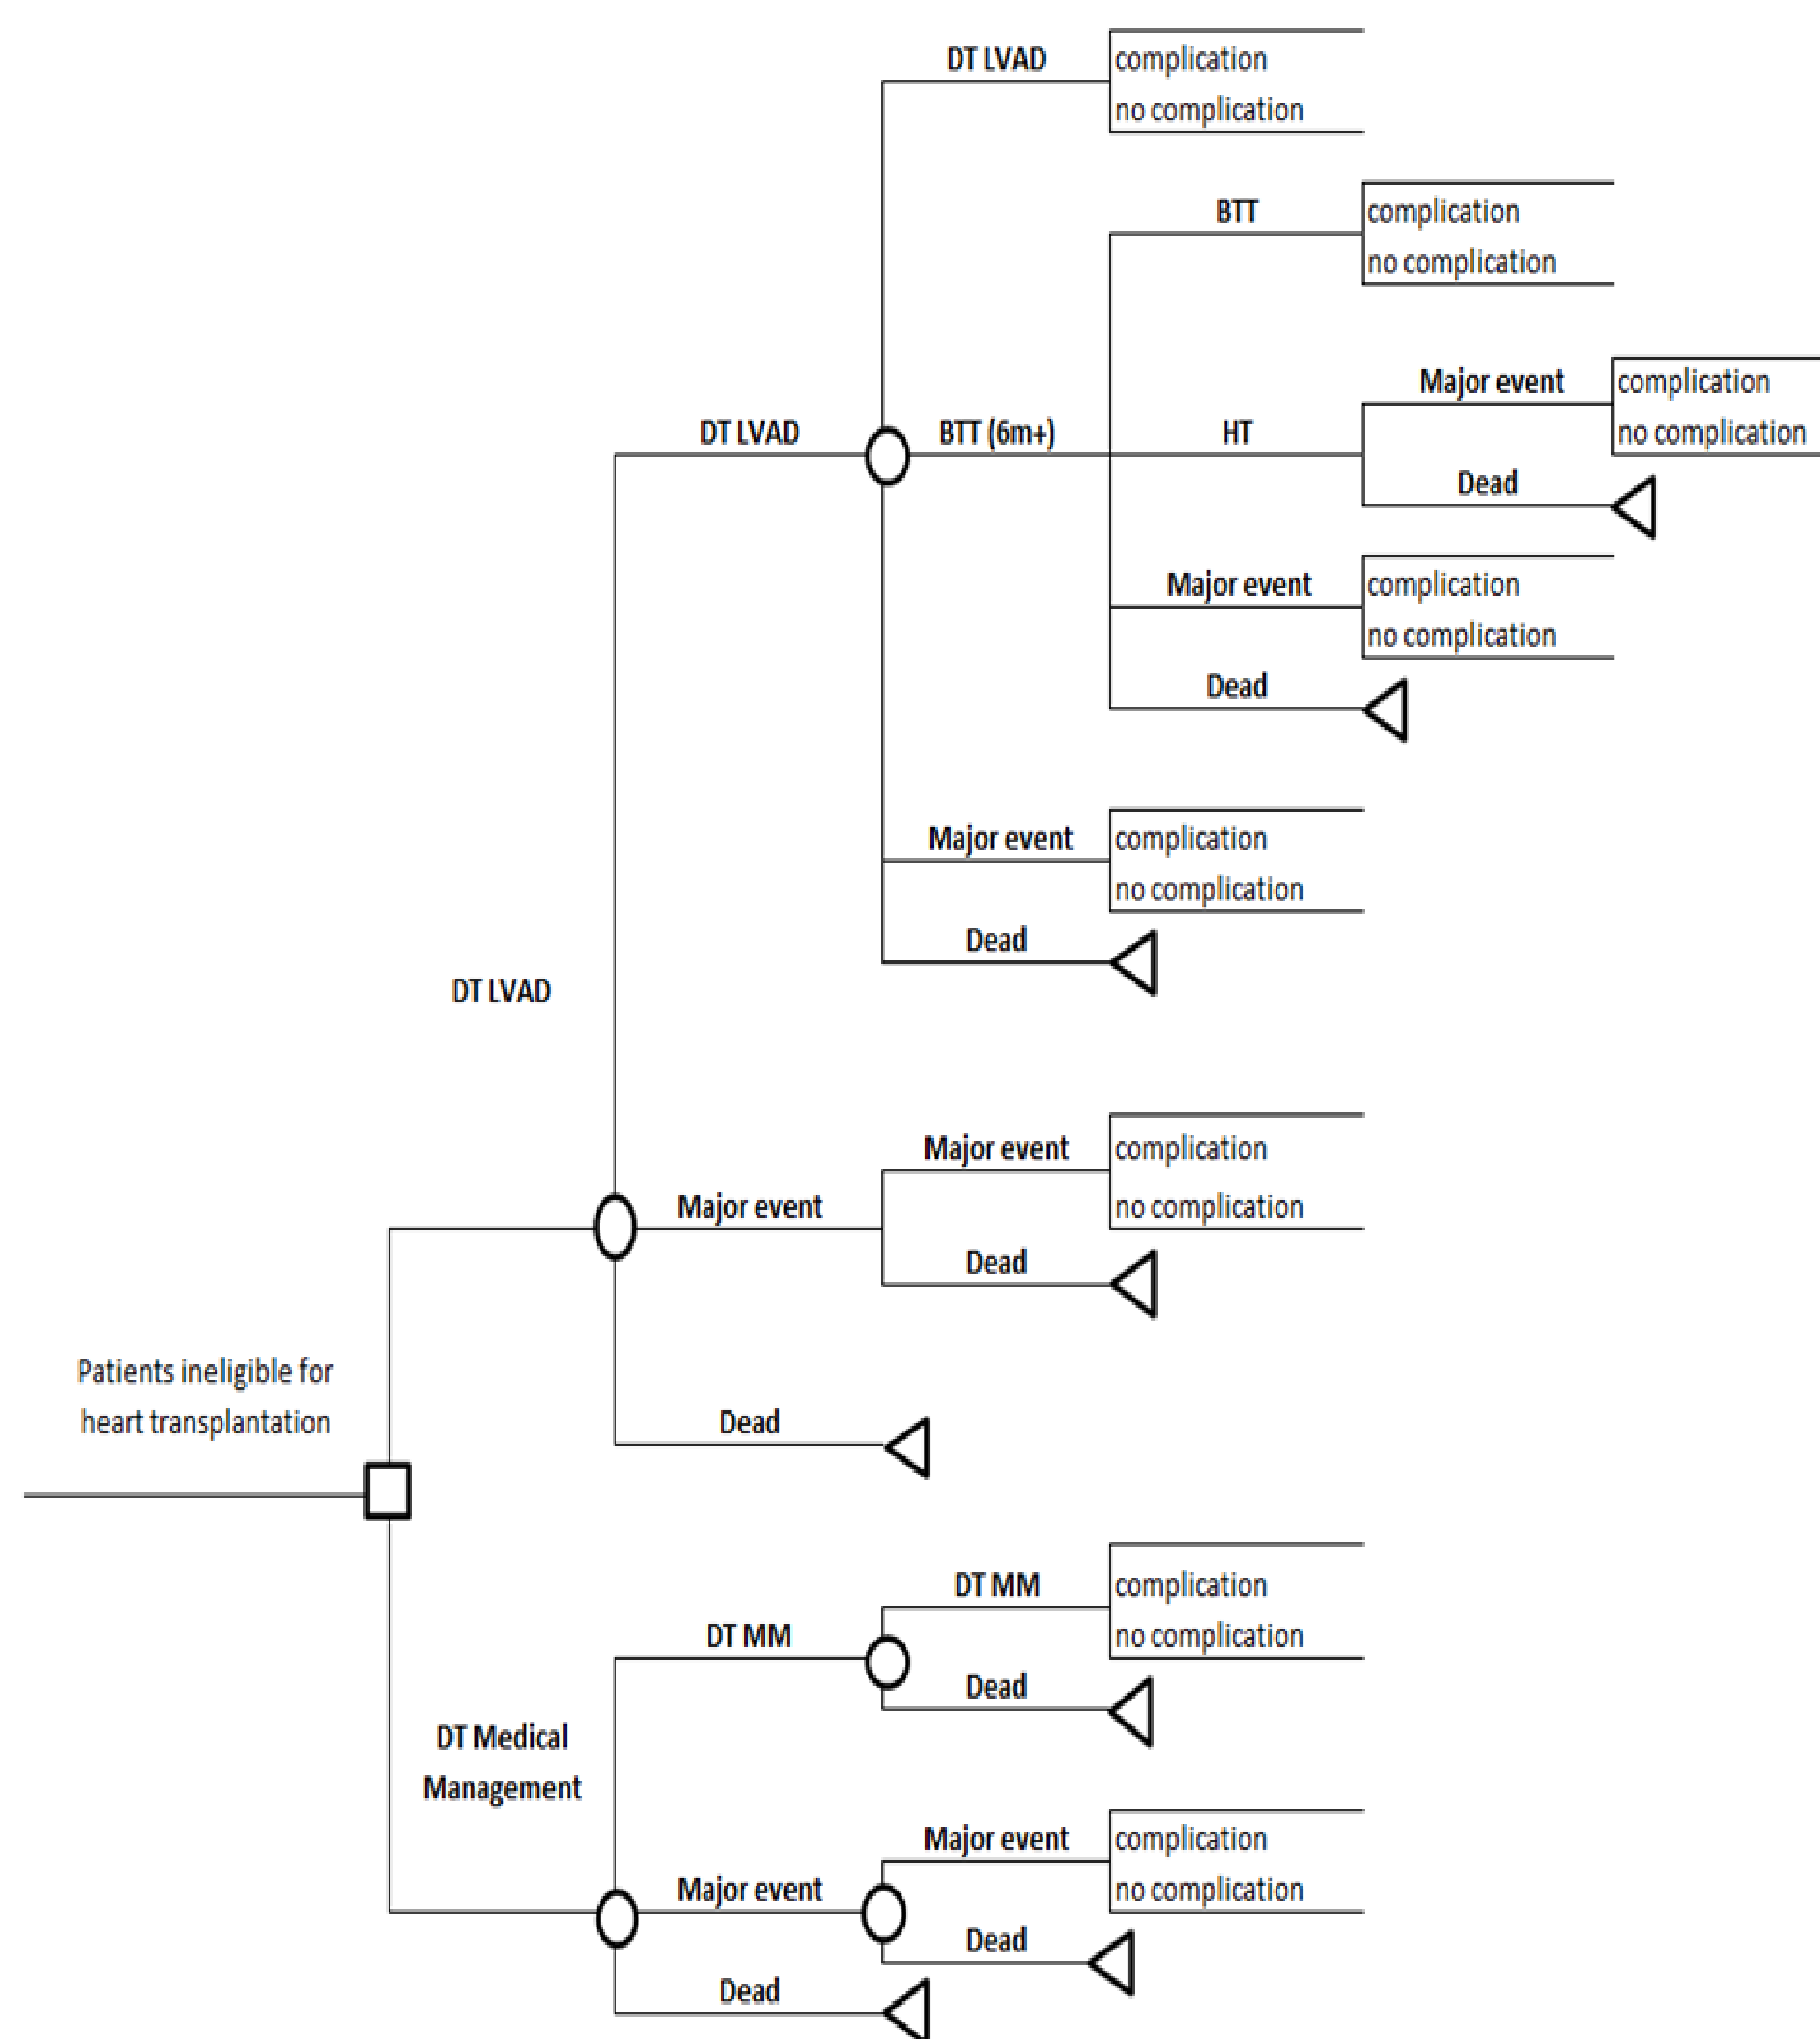 DT LVAD
complication
no complication
BTT
complication
no complication
Major event
complication
DT LVAD
BTT (6m+)
HT
no complication
Dead
Major event
complication
no complication
Dead
Major event
complication
no complication
Dead
DT LVAD
Major event
complication
Major event
no complication
Dead
Patients ineligible for
heart transplantation
Dead
DT MM
complication
DT MM
no complication
Dead
DT Medical
Management
Major event
complication
Major event
no complication
Dead
Dead